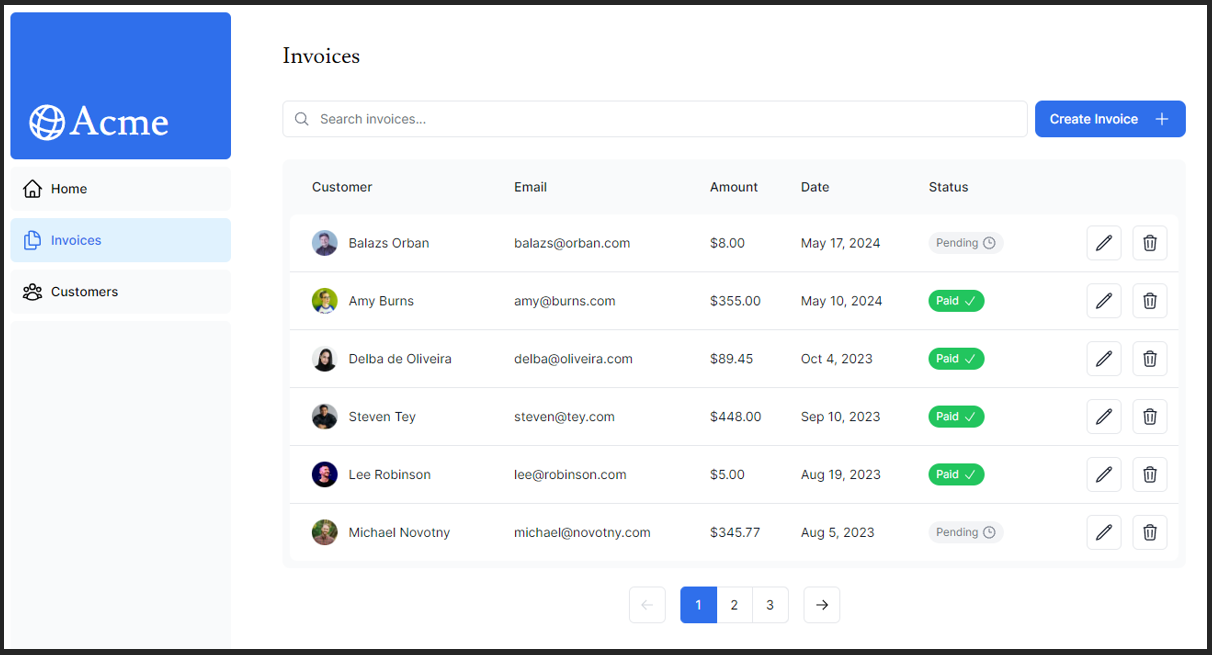 Acme
Home
Invoices
Customers
Invoices
Search invoices...
Create Invoice
Customer Email Amount Date Status
Balazs Orban balazs@orban.com $8.00 May 17, 2024 Pending
Amy Burns amy@burns.com $355.00 May 10, 2024 Paid
Delba de Oliveira delba@oliveira.com $89.45 Oct 4, 2023 Paid
Steven Tey steven@tey.com $448.00 Sep 10, 2023 Paid
Lee Robinson lee@robinson.com $5.00 Aug 19, 2023 Paid
Michael Novotny michael@novotny.com $345.77 Aug 5, 2023 Pending
1 2 3